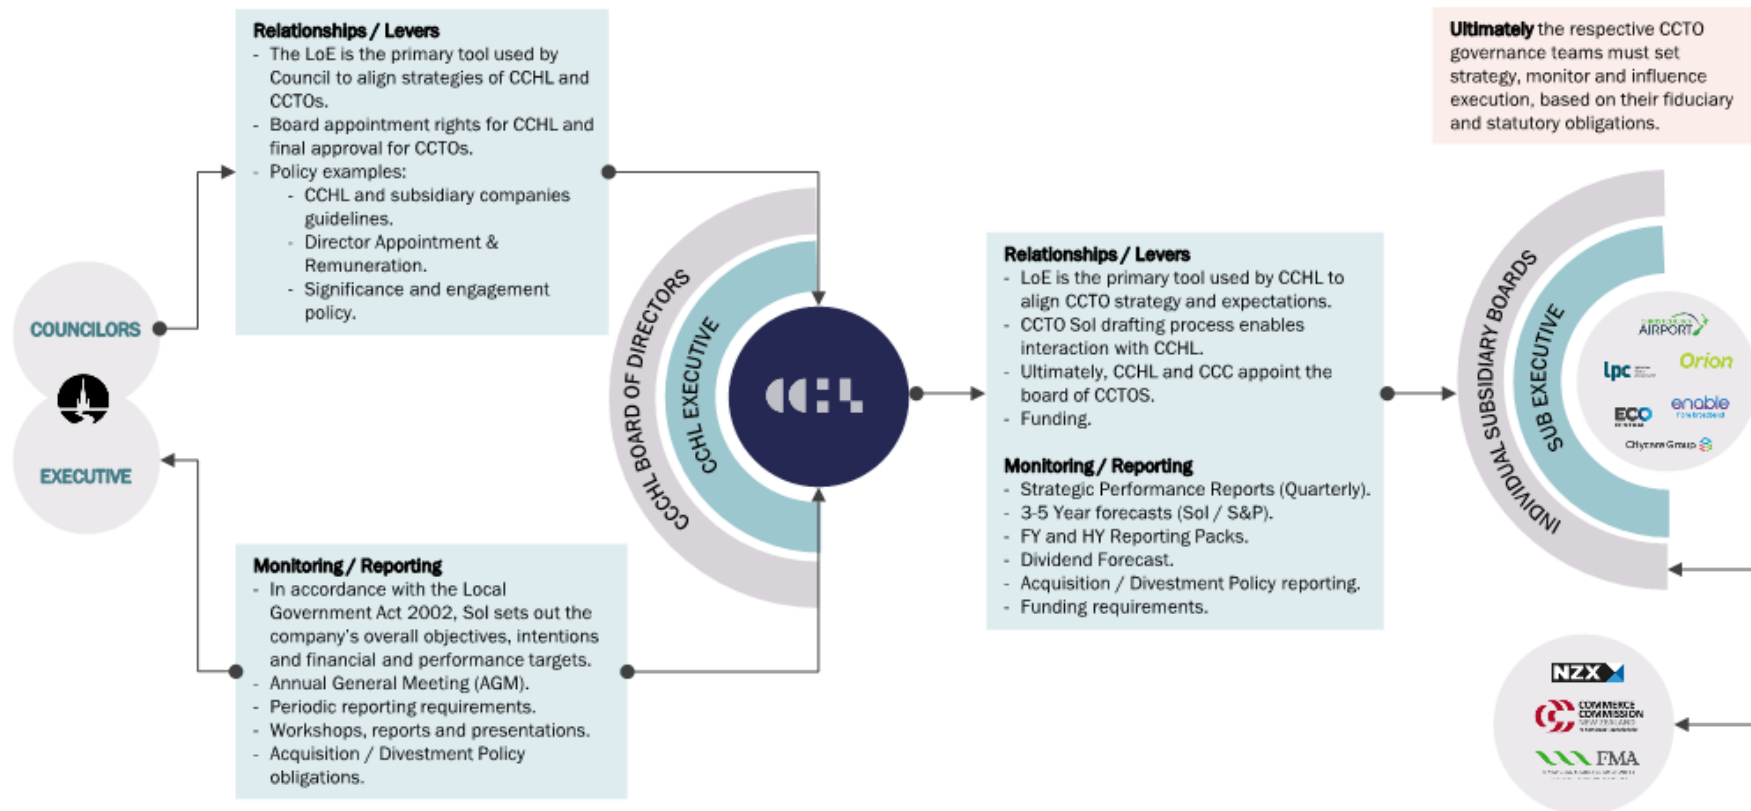 Relationships / Levers
- The LoE is the primary tool used by
Council to align strategies of CCHL and
CCTOs.
- Board appointment rights for CCHL and
final approval for CCTOs.
- Policy examples:
- CCHL and subsidiary companies
guidelines.
- Director Appointment &
Remuneration.
- Significance and engagement
policy.
COUNCILORS
EXECUTIVE
Monitoring / Reporting
- In accordance with the Local
Government Act 2002, SoI sets out the
company's overall objectives, intentions
and financial and performance targets.
- Annual General Meeting (AGM).
- Periodic reporting requirements.
- Workshops, reports and presentations.
- Acquisition / Divestment Policy
obligations.
CCCHL BOARD OF DIRECTORS
CCHL EXECUTIVE
CCHL
Relationships / Levers
- LoE is the primary tool used by CCHL to
align CCTO strategy and expectations.
- CCTO SoI drafting process enables
interaction with CCHL.
- Ultimately, CCHL and CCC appoint the
board of CCTOS.
- Funding.
Monitoring / Reporting
- Strategic Performance Reports (Quarterly).
- 3-5 Year forecasts (SoI / S&P).
- FY and HY Reporting Packs.
- Dividend Forecast.
- Acquisition / Divestment Policy reporting.
- Funding requirements.
Ultimately the respective CCTO
governance teams must set
strategy, monitor and influence
execution, based on their fiduciary
and statutory obligations.
INDIVIDUAL SUBSIDIARY BOARDS
SUB EXECUTIVE
AIRPORT
lpc
Orion
ECO
enable
Citycare Group
NZX
COMMERCE
COMMISSION
NEW ZEALAND
FMA